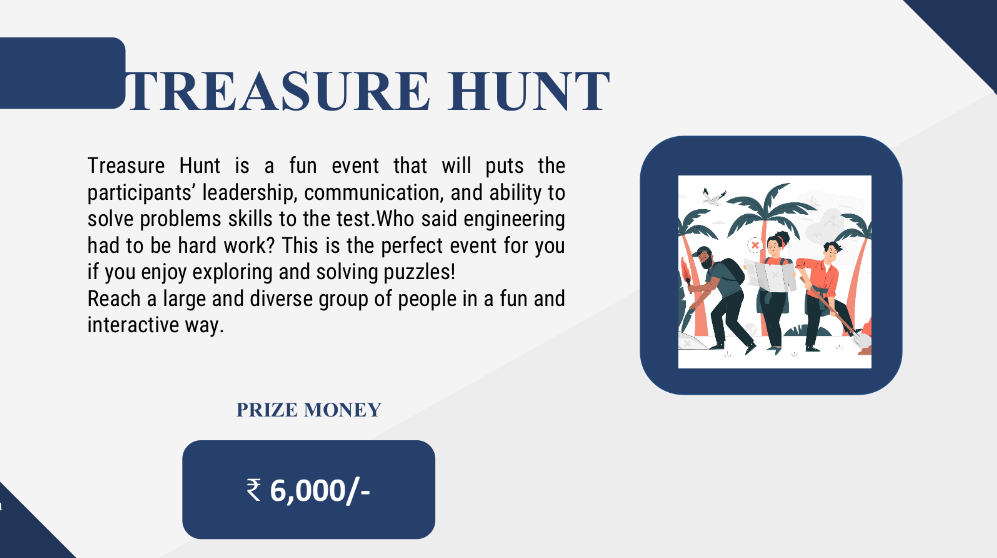 TREASURE HUNT
Treasure Hunt is a fun event that will puts the
participants’ leadership, communication, and ability to
solve problems skills to the test.Who said engineering
had to be hard work? This is the perfect event for you
if you enjoy exploring and solving puzzles!
Reach a large and diverse group of people in a fun and
interactive way.
PRIZE MONEY
₹ 6,000/-